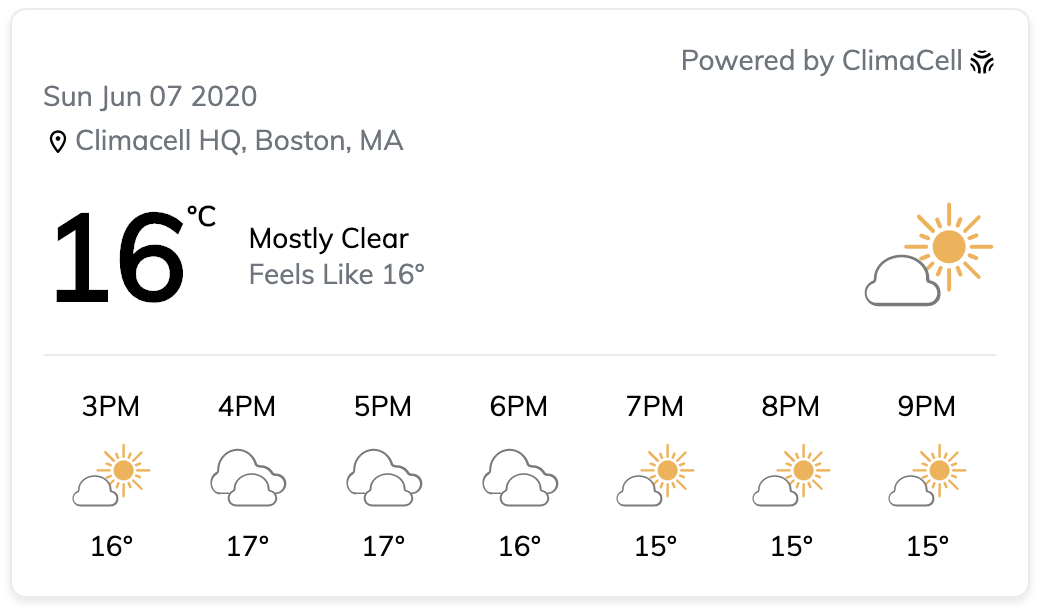 Powered by ClimaCell
Sun Jun 07 2020
Climacell HQ, Boston, MA
16 °C
Mostly Clear
Feels Like 16°
3PM 4PM 5PM 6PM 7PM 8PM 9PM
16° 17° 17° 16° 15° 15° 15°